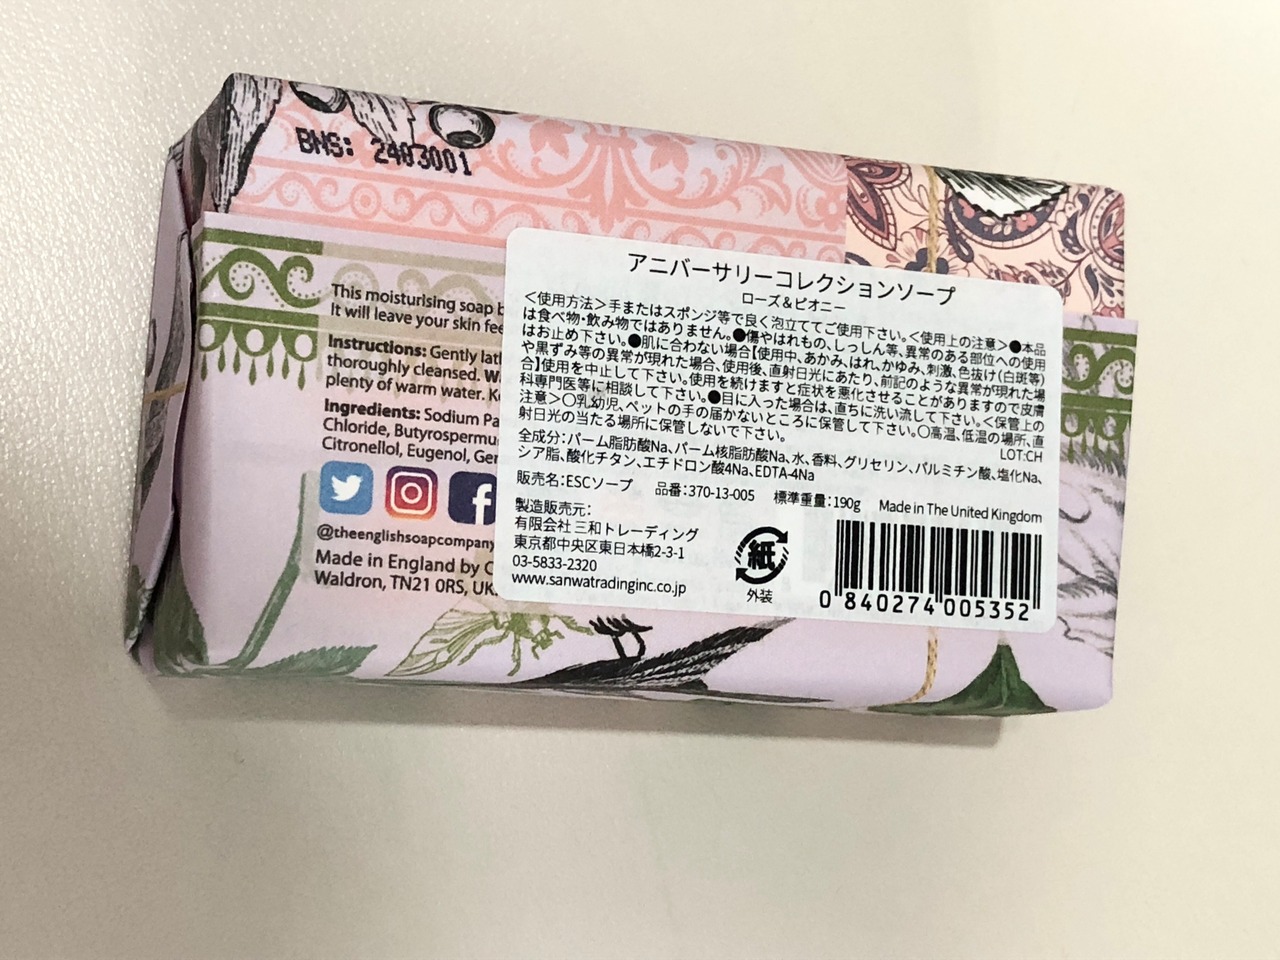 BNS: 2403001
This moisturising soap
It will leave your skin
Instructions: Gently
thoroughly cleansed.
plenty of warm water.
Ingredients: Sodium
Chloride,
Citronellol, Eugenol,
@theenglishsoapcompany
Made in England by
Waldron, TN21 0RS, UK.
アニバーサリーコレクションソープ
ローズ&ピオニー
<使用方法>手またはスポンジ等で良く泡立ててご使用下さい。<使用上の注意>●本品
は食べ物・飲み物ではありません。●傷やはれもの、しっしん等、異常のある部位への使用
はお止め下さい。●肌に合わない場合【使用中、あかみ、はれ、かゆみ、刺激、色抜け(白斑等)
や黒ずみ等の異常が現れた場合、使用後、直射日光にあたり、前記のような異常が現れた場
合】使用を中止して下さい。使用を続けますと症状を悪化させることがありますので皮膚
科専門医等に相談して下さい。●目に入った場合は、直ちに洗い流して下さい。<保管上の
注意>○乳幼児、ペットの手の届かないところに保管して下さい。○高温、低温の場所、直
射日光の当たる場所に保管しないで下さい。
LOT:CH
全成分:パーム脂肪酸Na、パーム核脂肪酸Na、水、香料、グリセリン、パルミチン酸、塩化Na、
シア脂、酸化チタン、エチドロン酸4Na、EDTA-4Na
販売名:ESCソープ 品番:370-13-005 標準重量:190g Made in The United Kingdom
製造販売元:
有限会社 三和トレーディング
東京都中央区東日本橋2-3-1
03-5833-2320
www.sanwatradinginc.co.jp
紙
外装
0 840274 005352